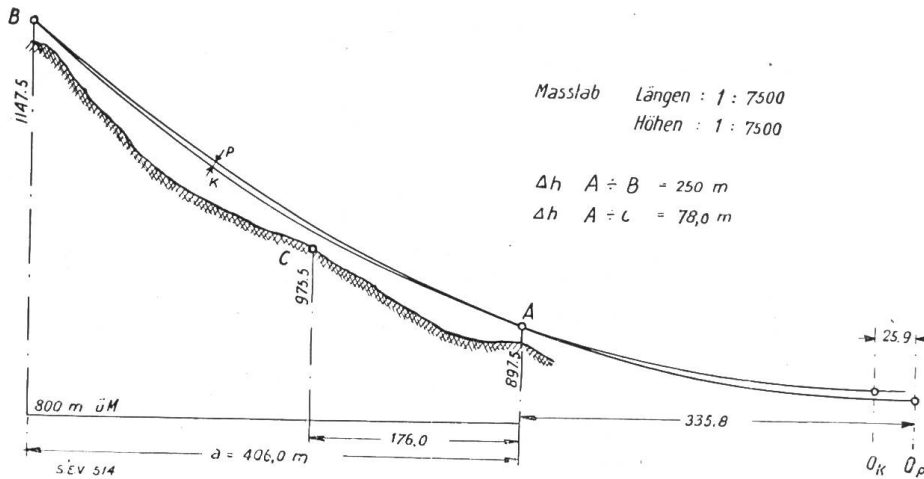 B
1147.5
Masstab Längen : 1 : 7500
Höhen : 1 : 7500
P
K
Δh A ÷ B = 250 m
Δh A ÷ C = 78,0 m
C
975.5
A
897.5
25.9
800 m üM
335.8
176.0
a = 406,0 m
SEV 514
O_K O_P